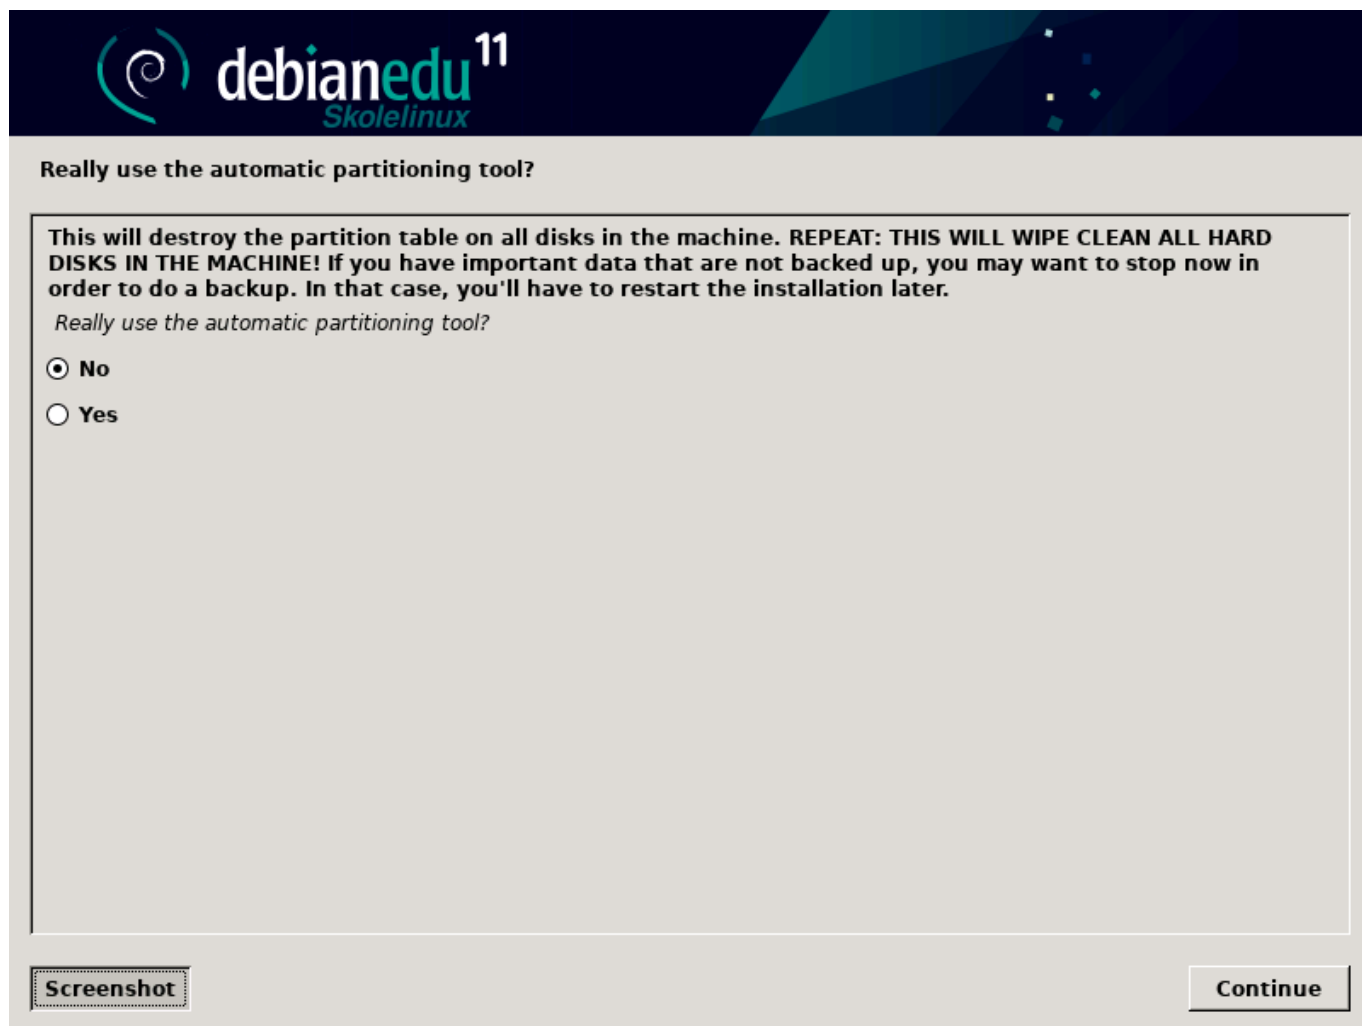 debianedu 11
Skolelinux
Really use the automatic partitioning tool?
This will destroy the partition table on all disks in the machine. REPEAT: THIS WILL WIPE CLEAN ALL HARD
DISKS IN THE MACHINE! If you have important data that are not backed up, you may want to stop now in
order to do a backup. In that case, you'll have to restart the installation later.
Really use the automatic partitioning tool?
No
Yes
Screenshot
Continue